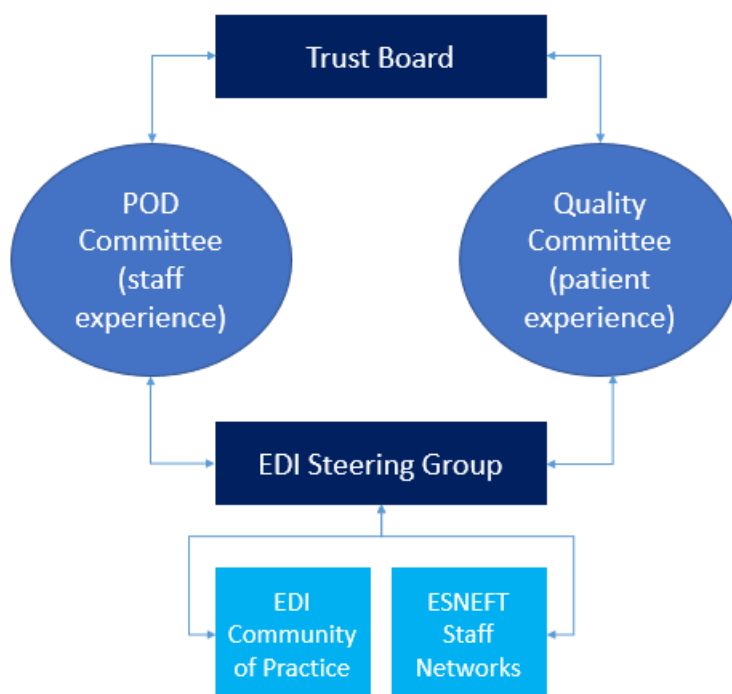 Trust Board
POD
Committee
(staff
experience)
Quality
Committee
(patient
experience)
EDI Steering Group
EDI
Community
of Practice
ESNEFT
Staff
Networks